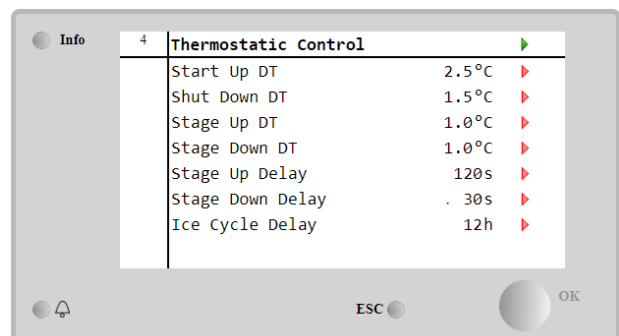 Info
4 Thermostatic Control
Start Up DT 2.5°C
Shut Down DT 1.5°C
Stage Up DT 1.0°C
Stage Down DT 1.0°C
Stage Up Delay 120s
Stage Down Delay . 30s
Ice Cycle Delay 12h
ESC
OK